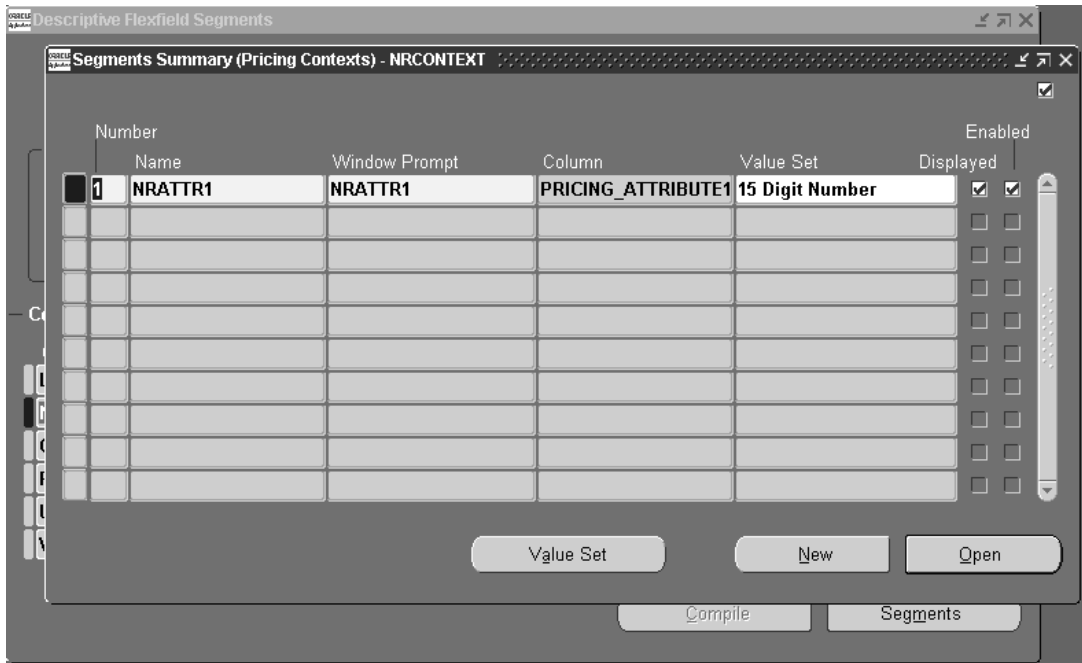 Descriptive Flexfield Segments
Segments Summary (Pricing Contexts) - NRCONTEXT
Number Enabled
Name Window Prompt Column Value Set Displayed
1 NRATTR1 NRATTR1 PRICING_ATTRIBUTE1 15 Digit Number
Value Set New Open
Compile Segments